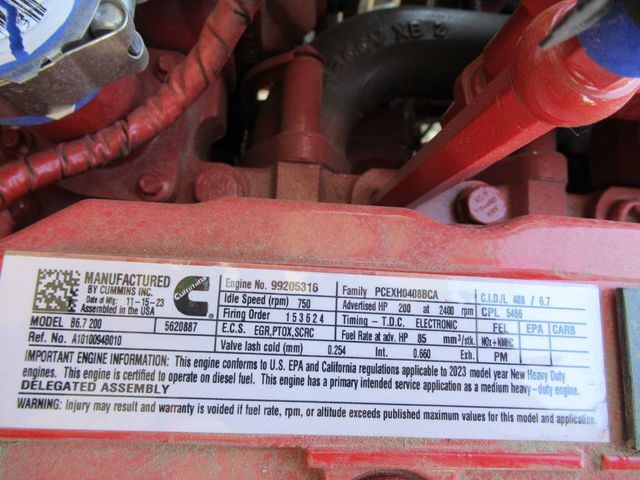 MANUFACTURED
BY CUMMINS INC.
Date of Mfg 11-15-23
Assembled in the USA
Cummins
MODEL B6.7 200 5620887
Ref. No. A1010094B010
Engine No. 99205316
Idle Speed (rpm) 750
Firing Order 153624
E.C.S. EGR,PTOX,SCRC
Valve lash cold (mm) 0.254 Int. 0.660 Exh.
Family PCEXH0408BCA
Advertised HP 200 at 2400 rpm
Timing - T.D.C. ELECTRONIC
Fuel Rate at adv. HP 85 mm³/stk.
C.I.D./L 408 / 6.7
CPL 5466
FEL EPA CARB
NOx+NMHC
PM
IMPORTANT ENGINE INFORMATION: This engine conforms to U.S. EPA and California regulations applicable to 2023 model year New Heavy Duty
engines. This engine is certified to operate on diesel fuel. This engine has a primary intended service application as a medium heavy-duty engine.
DELEGATED ASSEMBLY
WARNING: Injury may result and warranty is voided if fuel rate, rpm, or altitude exceeds published maximum values for this model and application.